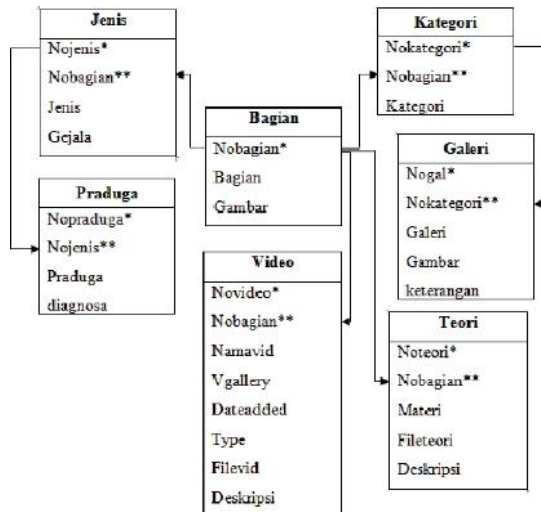 Jenis
Nojenis*
Nobagian**
Jenis
Gejala
Kategori
Nokategori*
Nobagian**
Kategori
Bagian
Nobagian*
Bagian
Gambar
Galeri
Nogal*
Nokategori**
Galeri
Gambar
keterangan
Praduga
Nopraduga*
Nojenis**
Praduga
diagnosa
Video
Novideo*
Nobagian**
Namavid
Vgallery
Dateadded
Type
Filevid
Deskripsi
Teori
Noteori*
Nobagian**
Materi
Fileteori
Deskripsi